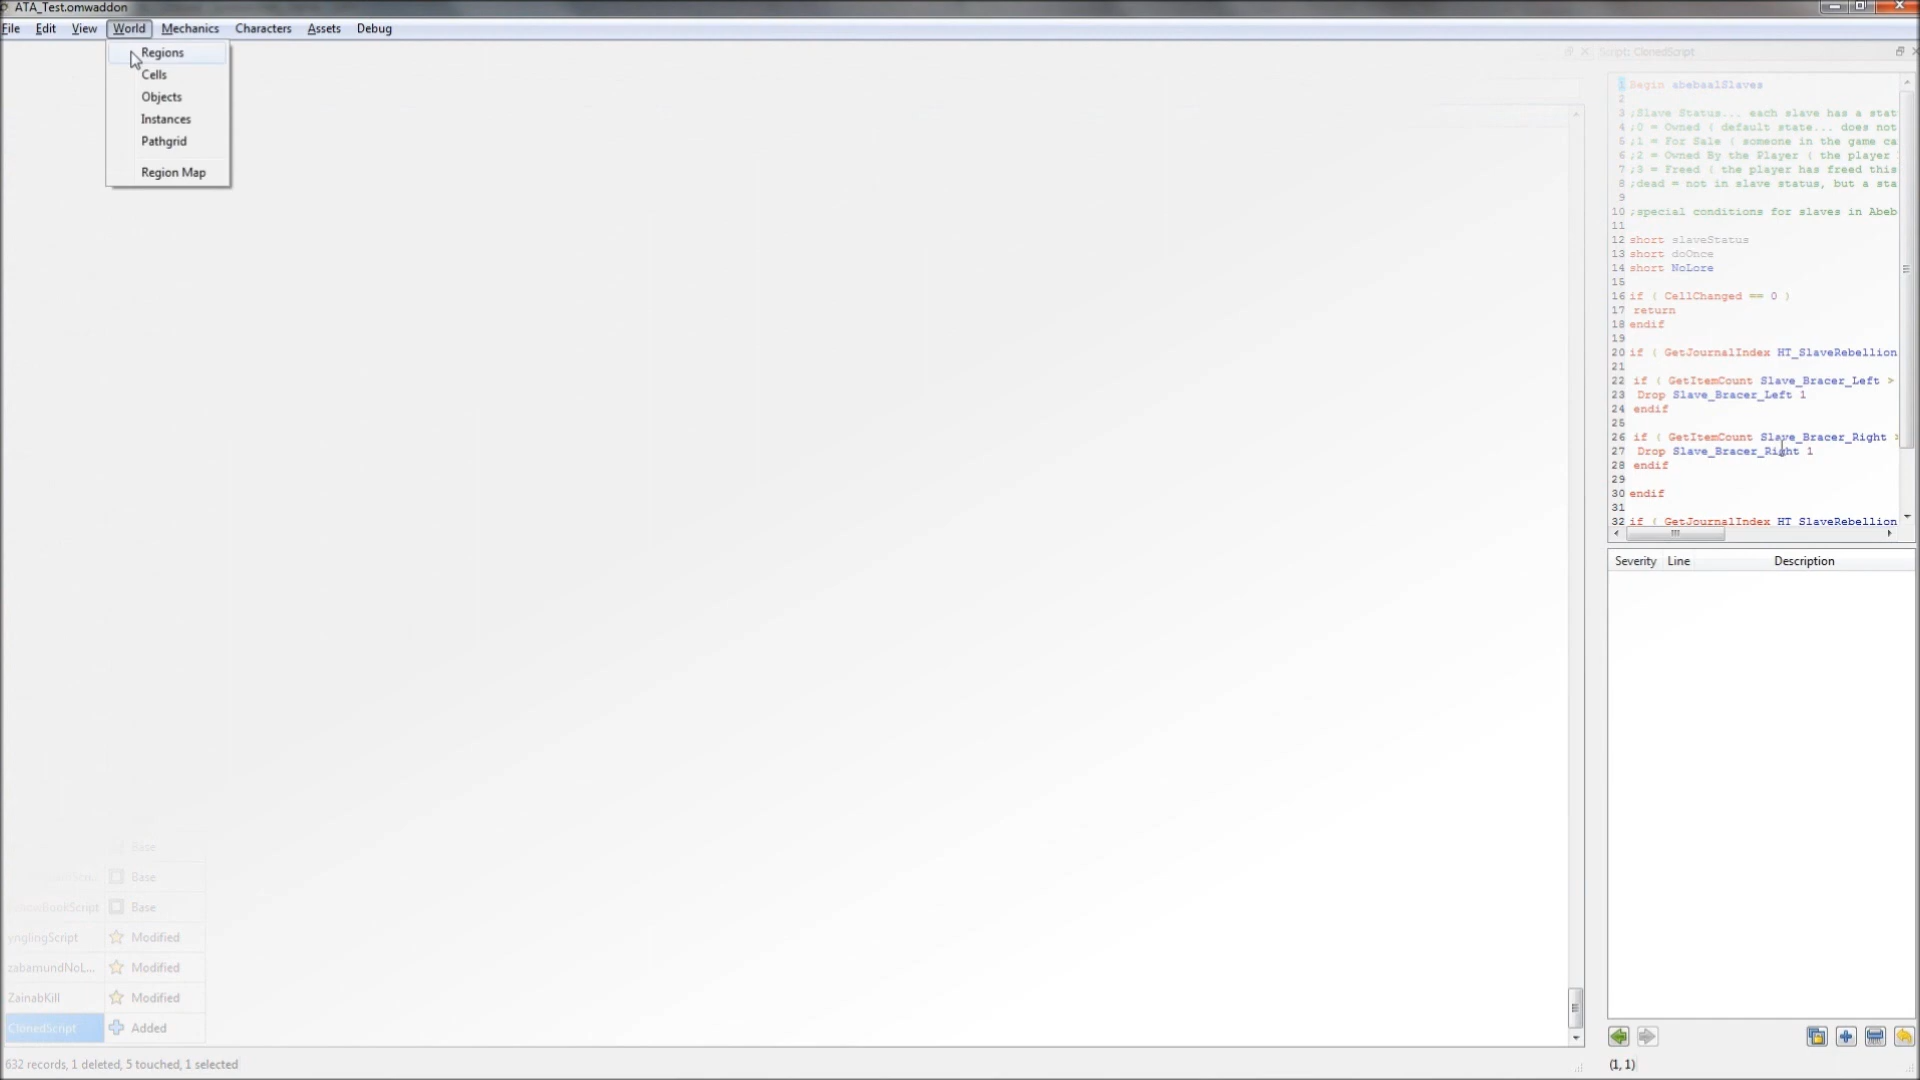 ATA_Test.omwaddon
File Edit View World Mechanics Characters Assets Debug
Regions
Cells
Objects
Instances
Pathgrid
Region Map
Script: ClonedScript
1 Begin abebaalSlaves
2
3 ;Slave Status... each slave has a stat
4 ;0 = Owned ( default state... does not
5 ;1 = For Sale ( someone in the game ca
6 ;2 = Owned By the Player ( the player
7 ;3 = Freed ( the player has freed this
8 ;dead = not in slave status, but a sta
9
10 ;special conditions for slaves in Abeb
11
12 short slaveStatus
13 short doOnce
14 short NoLore
15
16 if ( CellChanged == 0 )
17 return
18 endif
19
20 if ( GetJournalIndex HT_SlaveRebellion
21
22 if ( GetItemCount Slave_Bracer_Left >
23 Drop Slave_Bracer_Left 1
24 endif
25
26 if ( GetItemCount Slave_Bracer_Right >
27 Drop Slave_Bracer_Right 1
28 endif
29
30 endif
31
32 if ( GetJournalIndex HT_SlaveRebellion
Severity Line Description
Base
Base
Base
ynglingScript Modified
zabamundNoL... Modified
ZainabKill Modified
ClonedScript Added
632 records, 1 deleted, 5 touched, 1 selected
(1, 1)